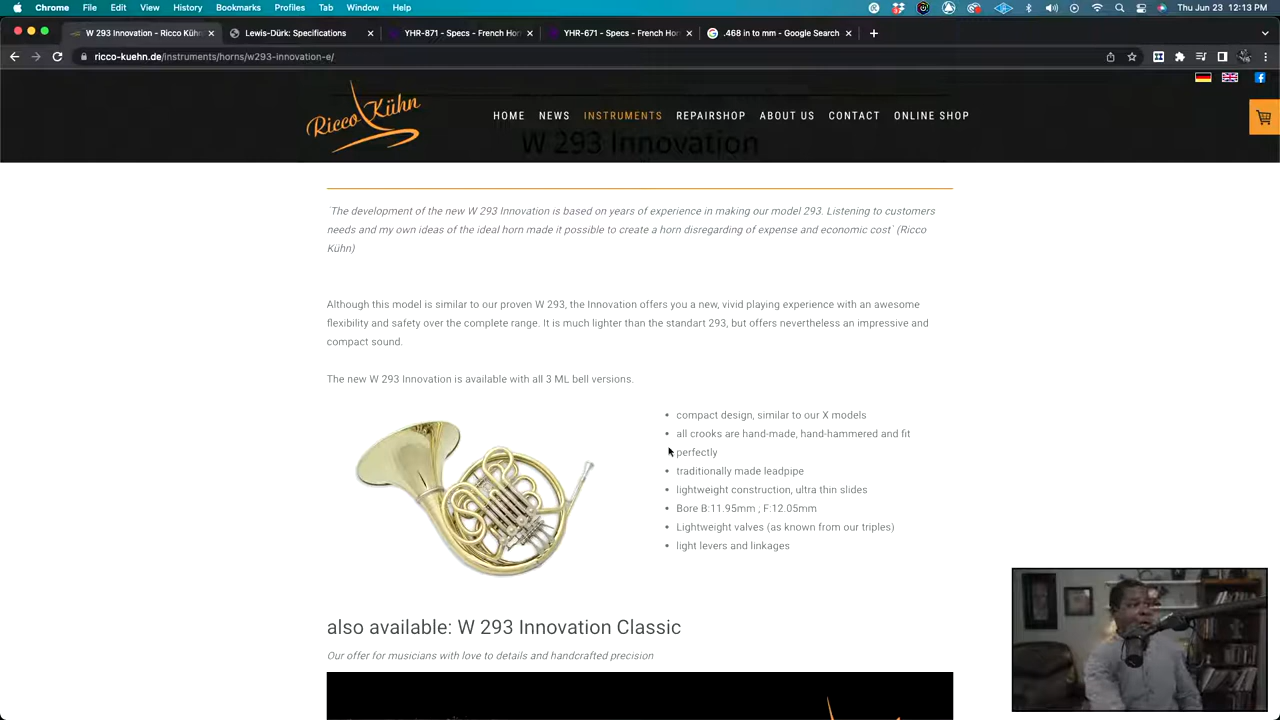 Chrome File Edit View History Bookmarks Profiles Tab Window Help
Thu Jun 22 1:23:13 PM
W 293 Innovation - Ricco Kühn
Lewis-Dürk: Specifications
YHR-871 - Specs - French Hor
YHR-671 - Specs - French Hor
.468 in to mm - Google Search
ricco-kuehn.de/instruments/horns/w293-innovation-e/
Ricco Kühn
HOME NEWS INSTRUMENTS REPAIRSHOP ABOUT US CONTACT ONLINE SHOP
W 293 Innovation
´The development of the new W 293 Innovation is based on years of experience in making our model 293. Listening to customers
needs and my own ideas of the ideal horn made it possible to create a horn disregarding of expense and economic cost´ (Ricco
Kühn)
Although this model is similar to our proven W 293, the Innovation offers you a new, vivid playing experience with an awesome
flexibility and safety over the complete range. It is much lighter than the standart 293, but offers nevertheless an impressive and
compact sound.
The new W 293 Innovation is available with all 3 ML bell versions.
• compact design, similar to our X models
• all crooks are hand-made, hand-hammered and fit
perfectly
• traditionally made leadpipe
• lightweight construction, ultra thin slides
• Bore B:11.95mm ; F:12.05mm
• Lightweight valves (as known from our triples)
• light levers and linkages
also available: W 293 Innovation Classic
Our offer for musicians with love to details and handcrafted precision